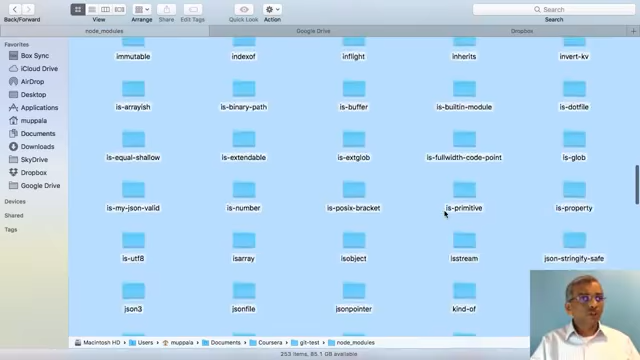 node_modules
Back/Forward
View
Arrange
Share
Edit Tags
Quick Look
Action
Search
Search
node_modules
Google Drive
Dropbox
Favorites
Box Sync
iCloud Drive
AirDrop
Desktop
Applications
muppala
Documents
Downloads
SkyDrive
Dropbox
Google Drive
Devices
Shared
Tags
immutable
indexof
inflight
inherits
invert-kv
is-arrayish
is-binary-path
is-buffer
is-builtin-module
is-dotfile
is-equal-shallow
is-extendable
is-extglob
is-fullwidth-code-point
is-glob
is-my-json-valid
is-number
is-posix-bracket
is-primitive
is-property
is-utf8
isarray
isobject
isstream
json-stringify-safe
json3
jsonfile
jsonpointer
kind-of
Macintosh HD
Users
muppala
Documents
Coursera
git-test
node_modules
253 items, 85.1 GB available